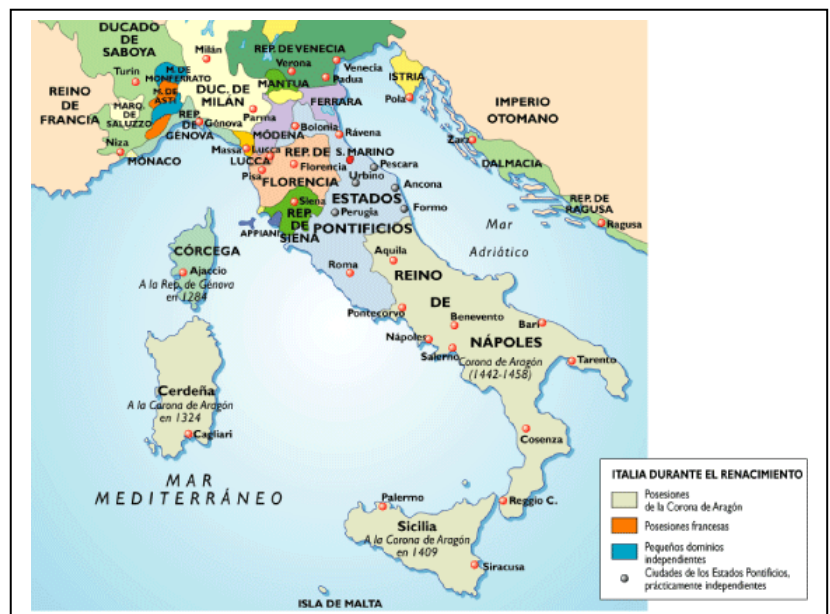 DUCADO
DE
SABOYA
Milán
REP. DE VENECIA
Verona
Venecia
Padua
Turín
M. DE
MONFERRATO
M. DE
ASTI
DUC. DE
MILÁN
MANTUA
FERRARA
ISTRIA
Pola
REINO
DE
FRANCIA
MARQ.
DE
SALUZZO
REP.
DE
GÉNOVA
Génova
Parma
MÓDENA
Bolonia
Rávena
IMPERIO
OTOMANO
Zara
DALMACIA
Niza
MÓNACO
Massa
Lucca
LUCCA
Pisa
REP. DE
FLORENCIA
Florencia
S. MARINO
Urbino
Pescara
Ancona
Formo
ESTADOS
PONTIFICIOS
Perugia
Siena
REP.
DE
SIENA
APPIANI
REP. DE
RAGUSA
Ragusa
Mar
Adriático
CÓRCEGA
Ajaccio
A la Rep. de Génova
en 1284
Roma
Aquila
REINO
DE
NÁPOLES
Pontecorvo
Benevento
Bari
Nápoles
Salerno
Corona de Aragón
(1442-1458)
Tarento
Cerdeña
A la Corona de Aragón
en 1324
Cagliari
Cosenza
MAR
MEDITERRÁNEO
Palermo
Reggio C.
Sicilia
A la Corona de Aragón
en 1409
Siracusa
ISLA DE MALTA
ITALIA DURANTE EL RENACIMIENTO
Posesiones
de la Corona de Aragón
Posesiones francesas
Pequeños dominios
independientes
Ciudades de los Estados Pontificios,
prácticamente independientes